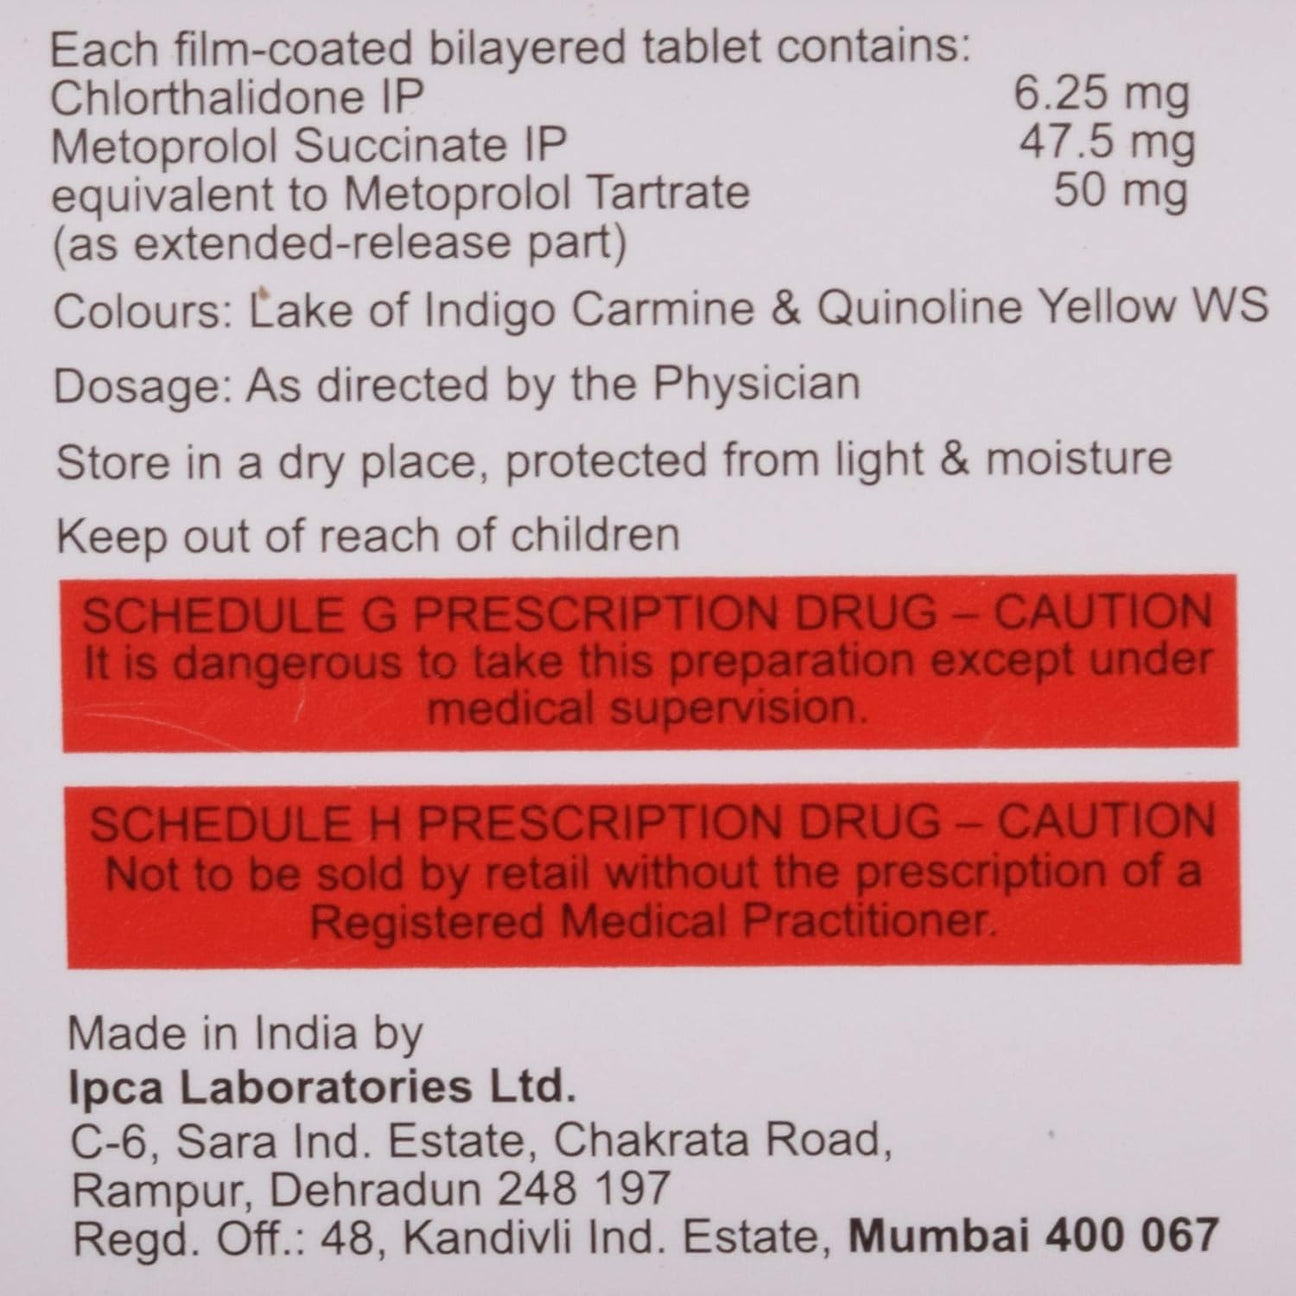 Each film-coated bilayered tablet contains:
Chlorthalidone IP 6.25 mg
Metoprolol Succinate IP 47.5 mg
equivalent to Metoprolol Tartrate 50 mg
(as extended-release part)
Colours: Lake of Indigo Carmine & Quinoline Yellow WS
Dosage: As directed by the Physician
Store in a dry place, protected from light & moisture
Keep out of reach of children
SCHEDULE G PRESCRIPTION DRUG – CAUTION
It is dangerous to take this preparation except under
medical supervision.
SCHEDULE H PRESCRIPTION DRUG – CAUTION
Not to be sold by retail without the prescription of a
Registered Medical Practitioner.
Made in India by
Ipca Laboratories Ltd.
C-6, Sara Ind. Estate, Chakrata Road,
Rampur, Dehradun 248 197
Regd. Off.: 48, Kandivli Ind. Estate, Mumbai 400 067